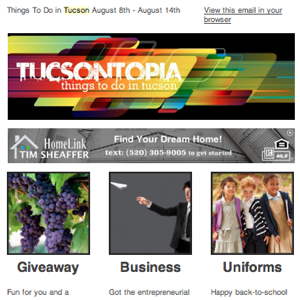 Things To Do in Tucson August 8th - August 14th
View this email in your
browser
TUCSONTOPIA
things to do in tucson
HomeLink
TIM SHEAFFER
Find Your Dream Home!
text: (520) 305-9005 to get started
MLS
Giveaway
Business
Uniforms
Fun for you and a
Got the entrepreneurial
Happy back-to-school